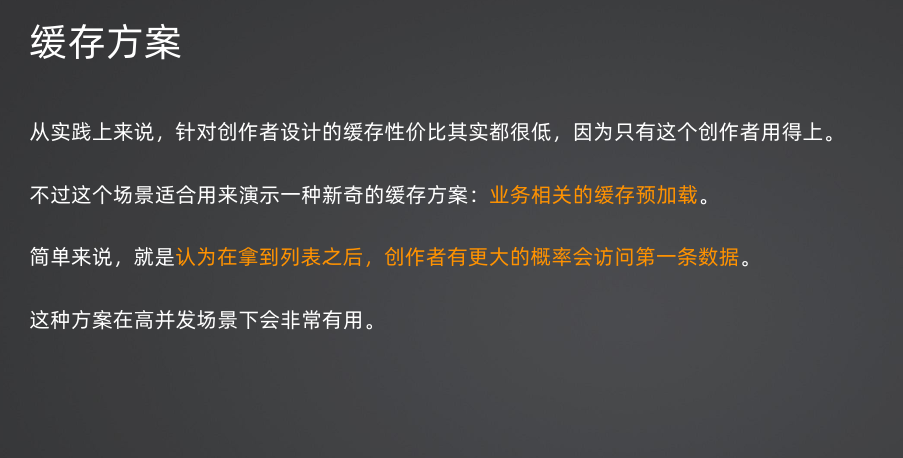 缓存方案
从实践上来说，针对创作者设计的缓存性价比其实都很低，因为只有这个创作者用得上。
不过这个场景适合用来演示一种新奇的缓存方案：业务相关的缓存预加载。
简单来说，就是认为在拿到列表之后，创作者有更大的概率会访问第一条数据。
这种方案在高并发场景下会非常有用。